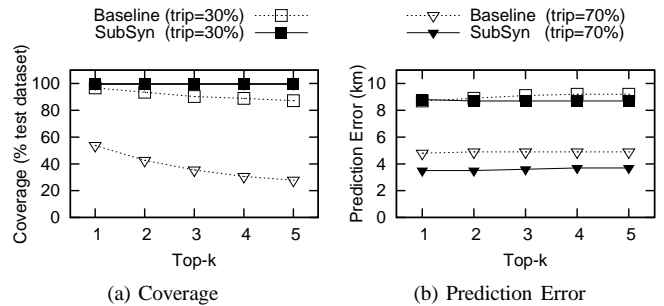 Baseline (trip=30%)
SubSyn (trip=30%)
Baseline (trip=70%)
SubSyn (trip=70%)
Coverage (% test dataset)
100
80
60
40
20
0
1 2 3 4 5
Top-k
(a) Coverage
Prediction Error (km)
10
8
6
4
2
0
1 2 3 4 5
Top-k
(b) Prediction Error